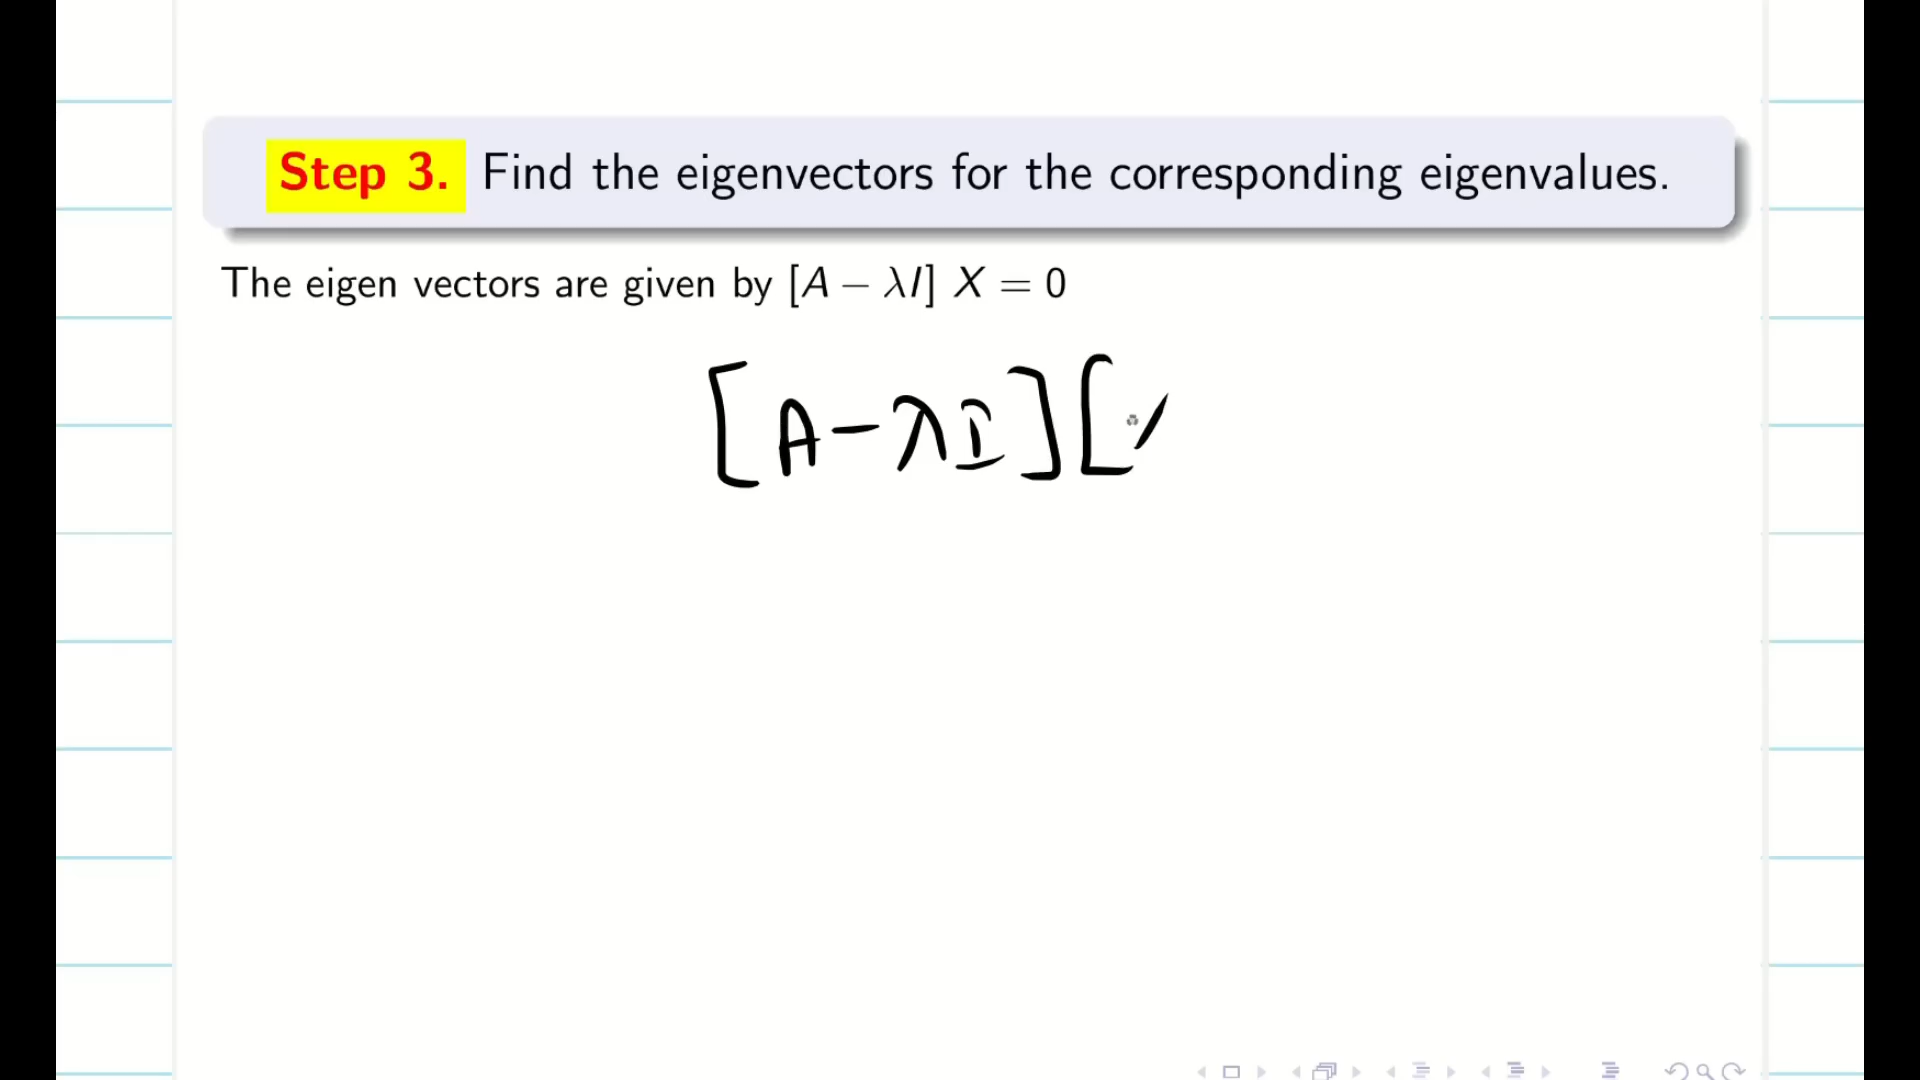 Step 3. Find the eigenvectors for the corresponding eigenvalues.
The eigen vectors are given by [A − λI] X = 0
[A − λI][